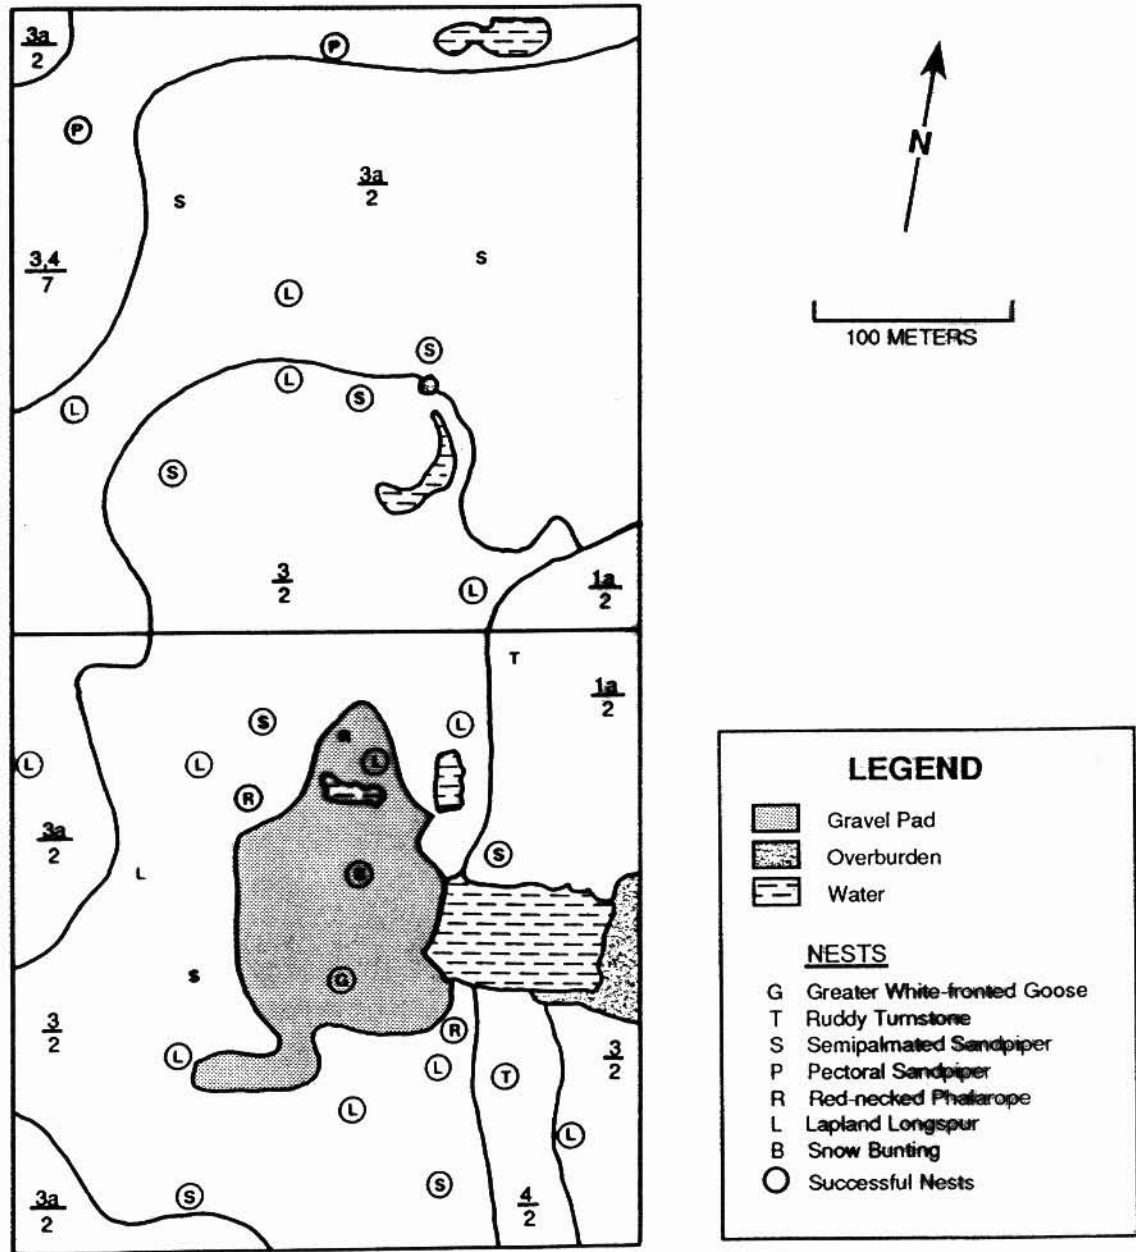 3a
2
P
P
3a
2
S
3,4
7
S
L
S
L
S
L
S
3
2
L
1a
2
T
1a
2
S
L
L
L
L
R
3a
2
S
L
S
G
3
2
R
3
2
L
L
T
L
L
3a
2
S
S
4
2
N
100 METERS
LEGEND
Gravel Pad
Overburden
Water
NESTS
G Greater White-fronted Goose
T Ruddy Turnstone
S Semipalmated Sandpiper
P Pectoral Sandpiper
R Red-necked Phalarope
L Lapland Longspur
B Snow Bunting
Successful Nests